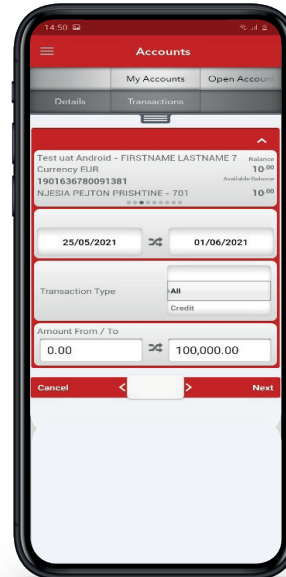 14:50
Accounts
My Accounts Open Accoun
Details Transactions
Test uat Android - FIRSTNAME LASTNAME 7 Balance
Currency EUR 10.00
1901636780091381 Available Balance
NJESIA PEJTON PRISHTINE - 701 10.00
25/05/2021 01/06/2021
Transaction Type All
Credit
Amount From / To
0.00 100,000.00
Cancel < > Next